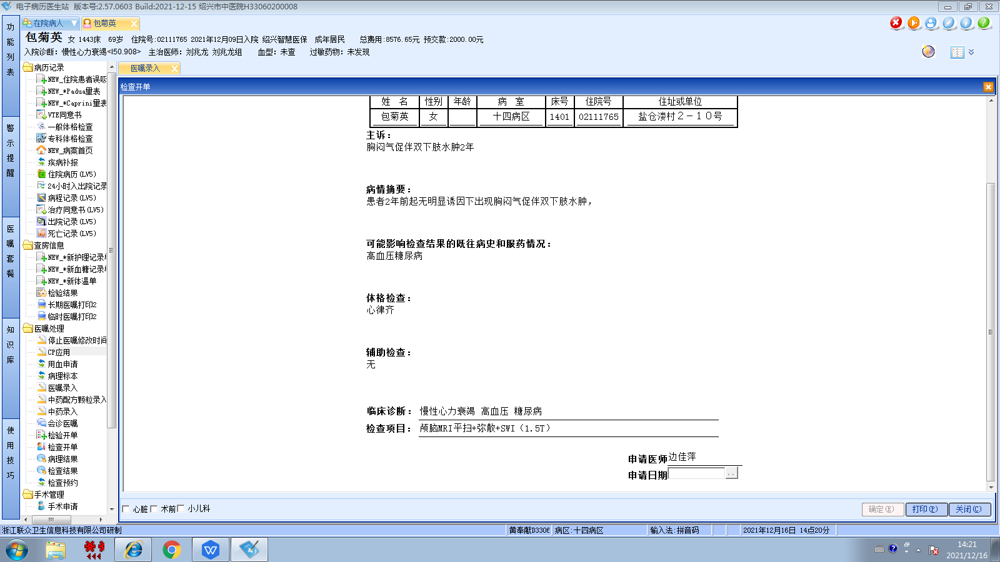 电子病历医生站 版本号:2.57.0603 Build:2021-12-15 绍兴市中医院H33060200008
功能列表
警示提醒
医嘱套餐
知识库
使用技巧
在院病人
包菊英
包菊英 女 1443床 69岁 住院号:02111765 2021年12月09日入院 绍兴智慧医保 成年居民 总费用:8576.65元 预交款:2000.00元
入院诊断：慢性心力衰竭<I50.908> 主治医师：刘兆龙 刘兆龙组 血型：未查 过敏药物：未发现
病历记录
NEW_住院患者误吸
NEW_*Padua量表
NEW_*Caprini量表
VTE同意书
一般体格检查
专科体格检查
NEW_病案首页
疾病补报
住院病历(LV5)
24小时入出院记录
病程记录(LV5)
治疗同意书(LV5)
出院记录(LV5)
死亡记录(LV5)
查房信息
NEW_*新护理记录单
NEW_*新血糖记录单
NEW_*新体温单
检验结果
长期医嘱打印2
临时医嘱打印2
医嘱处理
停止医嘱修改时间
CP应用
用血申请
病理标本
医嘱录入
中药配方颗粒录入
中药录入
会诊医嘱
检验开单
检查开单
病理结果
检查结果
检查预约
手术管理
手术申请
医嘱录入
检查开单
姓 名 性别 年龄 病 室 床号 住院号 住址或单位
包菊英 女 十四病区 1401 02111765 盐仓溇村２－１０号
主诉：
胸闷气促伴双下肢水肿2年
病情摘要：
患者2年前起无明显诱因下出现胸闷气促伴双下肢水肿，
可能影响检查结果的既往病史和服药情况：
高血压糖尿病
体格检查：
心律齐
辅助检查：
无
临床诊断： 慢性心力衰竭 高血压 糖尿病
检查项目： 颅脑MRI平扫+弥散+SWI（1.5T）
申请医师 边佳萍
申请日期 ..
心脏 术前 小儿科
确定(E) 打印(P) 关闭(C)
浙江联众卫生信息科技有限公司研制 黄奉献D3306 病区:十四病区 输入法:拼音码 2021年12月16日 14点20分
14:21
2021/12/16